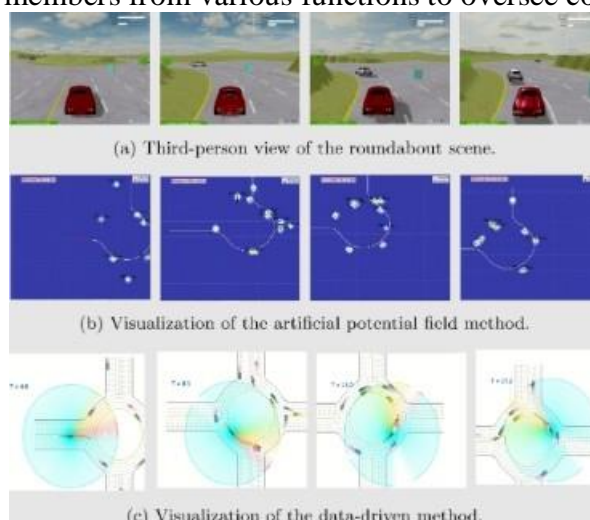 members from various functions to oversee co
(a) Third-person view of the roundabout scene.
(b) Visualization of the artificial potential field method.
(c) Visualization of the data-driven method.